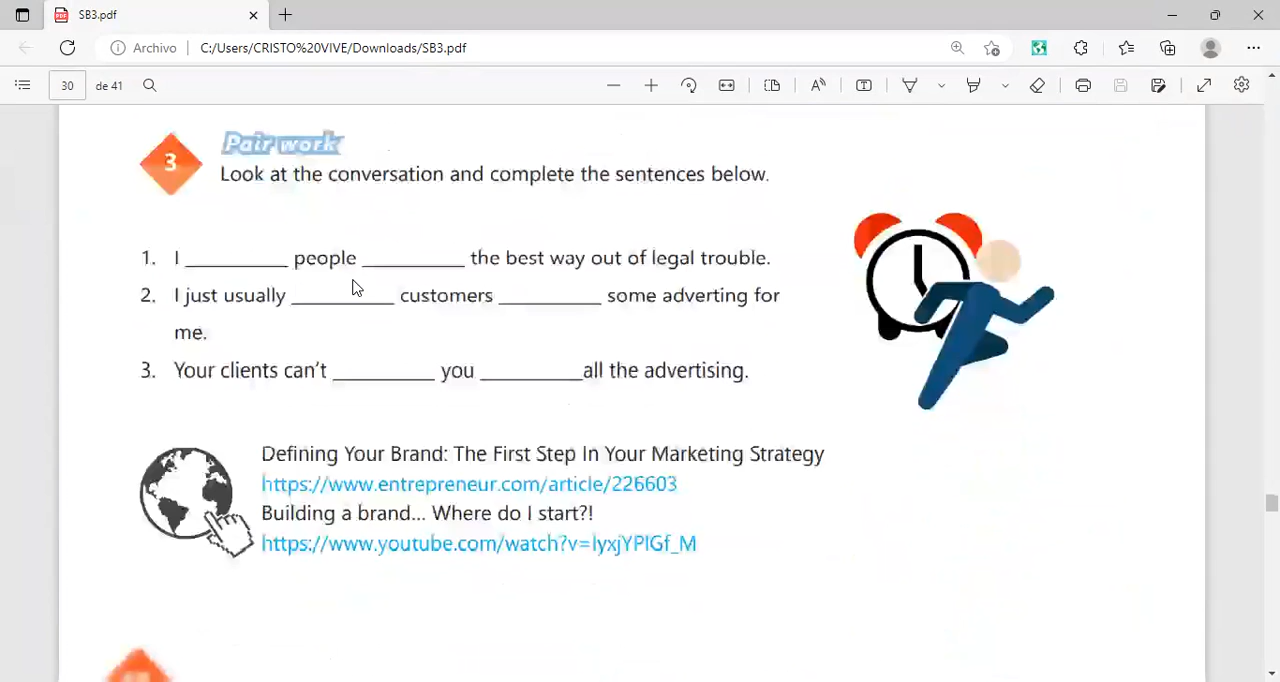 SB3.pdf
Archivo C:/Users/CRISTO%20VIVE/Downloads/SB3.pdf
30 de 41
3
Pair work
Look at the conversation and complete the sentences below.
1. I __________ people __________ the best way out of legal trouble.
2. I just usually __________ customers __________ some adverting for
me.
3. Your clients can't __________ you __________all the advertising.
Defining Your Brand: The First Step In Your Marketing Strategy
https://www.entrepreneur.com/article/226603
Building a brand... Where do I start?!
https://www.youtube.com/watch?v=lyxjYPlGf_M